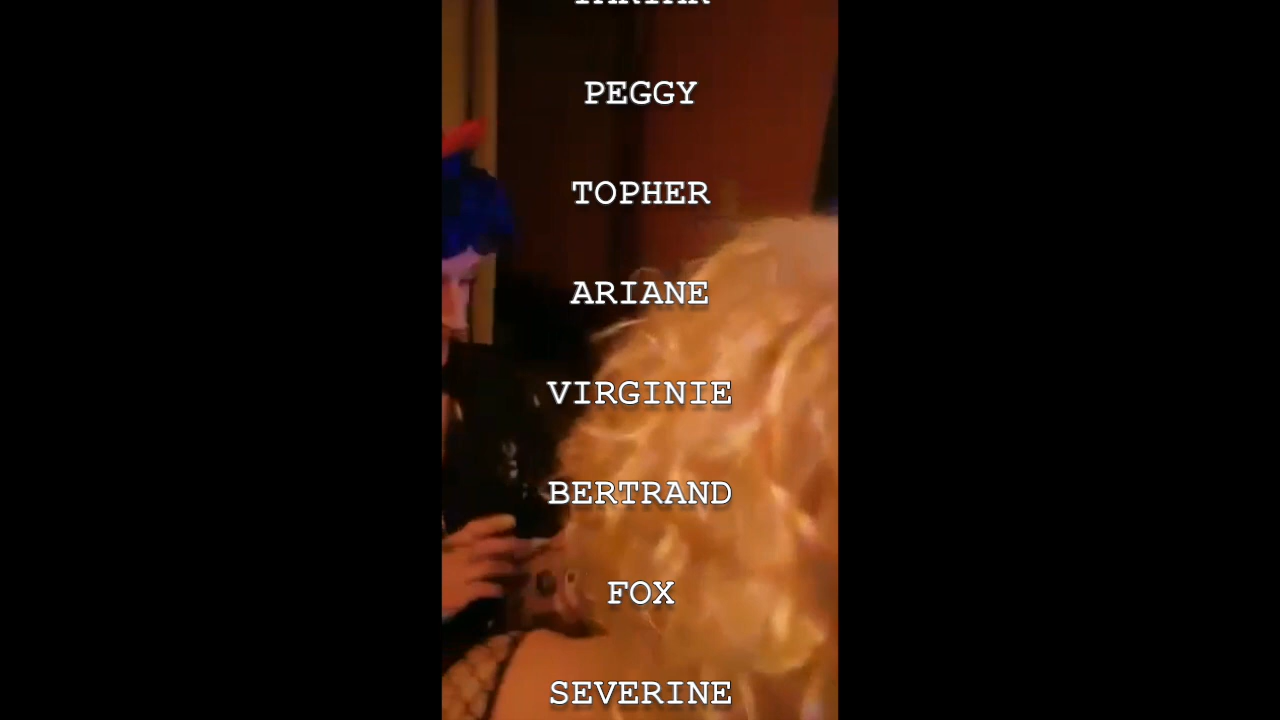 PEGGY
TOPHER
ARIANE
VIRGINIE
BERTRAND
FOX
SEVERINE